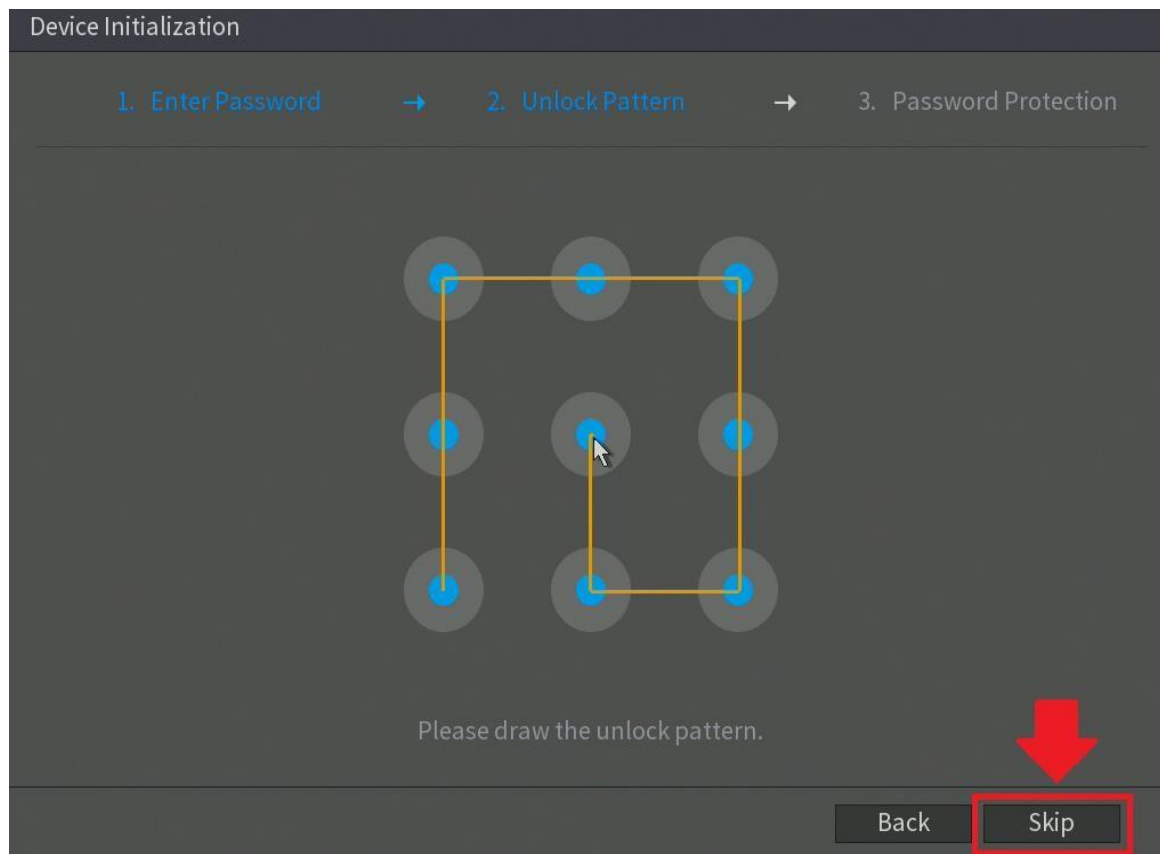 Device Initialization
1. Enter Password → 2. Unlock Pattern → 3. Password Protection
Please draw the unlock pattern.
Back Skip